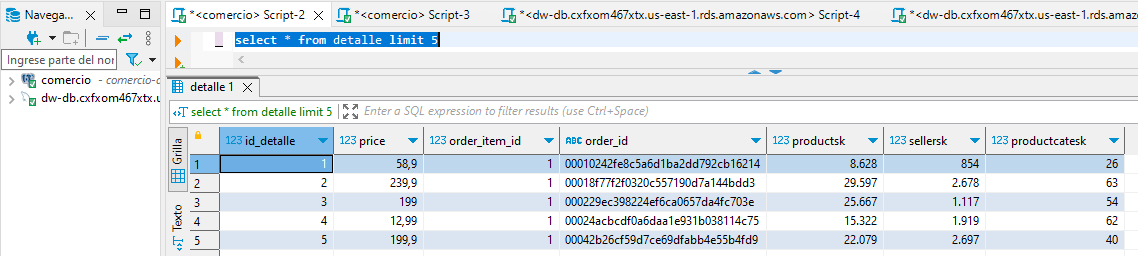 Navega...
*<comercio> Script-2
*<comercio> Script-3
*<dw-db.cxfxom467xtx.us-east-1.rds.amazonaws.com> Script-4
*<dw-db.cxfxom467xtx.us-east-1.rds.amaz
select * from detalle limit 5
Ingrese parte del nor
comercio - comercio-d
dw-db.cxfxom467xtx.us
detalle 1
select * from detalle limit 5
Enter a SQL expression to filter results (use Ctrl+Space)
Grilla
Texto
123 id_detalle 123 price 123 order_item_id ABC order_id 123 productsk 123 sellersk 123 productcatesk
1 1 58,9 1 00010242fe8c5a6d1ba2dd792cb16214 8.628 854 26
2 2 239,9 1 00018f77f2f0320c557190d7a144bdd3 29.597 2.678 63
3 3 199 1 000229ec398224ef6ca0657da4fc703e 25.667 1.117 54
4 4 12,99 1 00024acbcdf0a6daa1e931b038114c75 15.322 1.919 62
5 5 199,9 1 00042b26cf59d7ce69dfabb4e55b4fd9 22.079 2.697 40